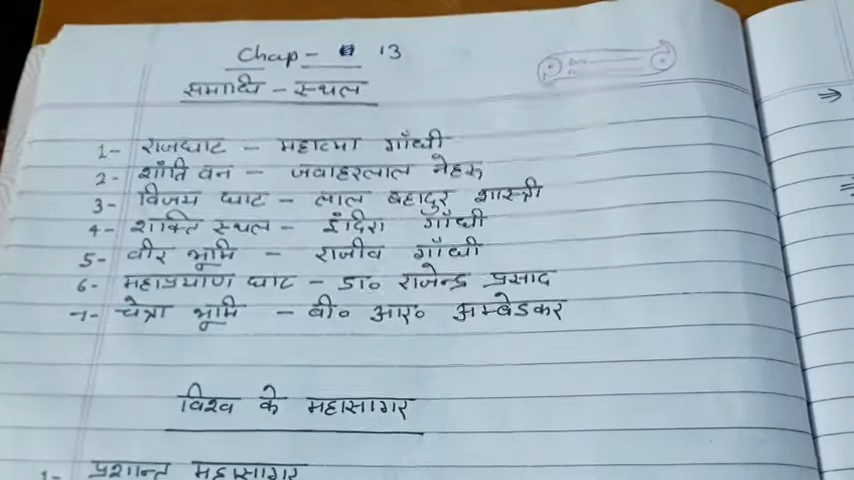 Chap- 13
समाधि - स्थल
1- राजघाट - महात्मा गाँधी
2- शांति वन - जवाहरलाल नेहरू
3- विजय घाट - लाल बहादुर शास्त्री
4- शक्ति स्थल - इंदिरा गाँधी
5- वीर भूमि - राजीव गाँधी
6- महाप्रयाण घाट - डा० राजेन्द्र प्रसाद
7- चेत्रा भूमि - बी० आर० अम्बेडकर
विश्व के महासागर
1- प्रशान्त महासागर